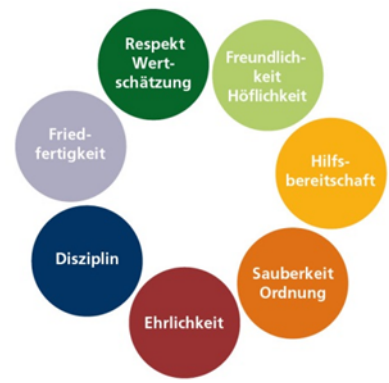 Respekt
Wert-
schätzung
Freundlich-
keit
Höflichkeit
Hilfs-
bereitschaft
Sauberkeit
Ordnung
Ehrlichkeit
Disziplin
Fried-
fertigkeit